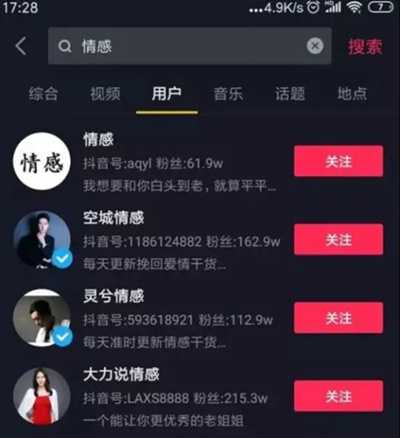 17:28 ...4.9K/s HD 7
情感 搜索
综合 视频 用户 音乐 话题 地点
情感
情感
抖音号:aqyl 粉丝:61.9w
关注
我想要和你白头到老，就算平平...
空城情感
抖音号:1186124882 粉丝:162.9w
关注
每天更新挽回爱情干货...
灵兮情感
抖音号:593618921 粉丝:112.9w
关注
每天准时更新情感干货...
大力说情感
抖音号:LAXS8888 粉丝:215.3w
关注
一个能让你更优秀的老姐姐